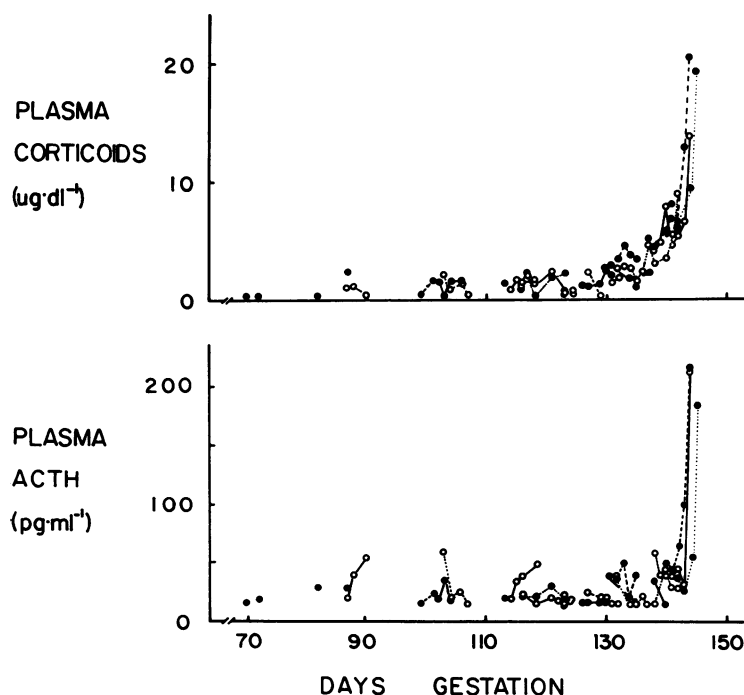 20
PLASMA
CORTICOIDS
(ug·dl⁻¹)
10
0
200
PLASMA
ACTH
(pg·ml⁻¹)
100
0
70 90 110 130 150
DAYS GESTATION